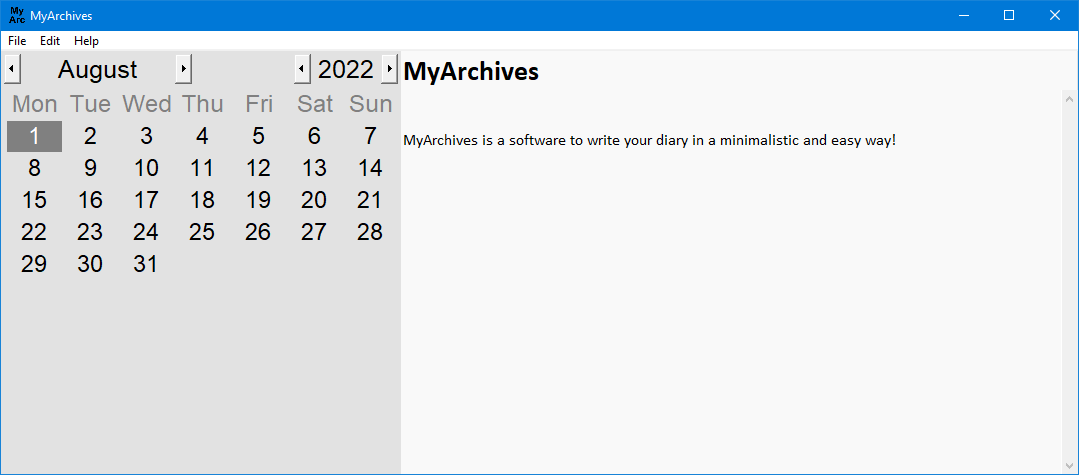 My
Arc
MyArchives
File Edit Help
August 2022
Mon Tue Wed Thu Fri Sat Sun
1 2 3 4 5 6 7
8 9 10 11 12 13 14
15 16 17 18 19 20 21
22 23 24 25 26 27 28
29 30 31
MyArchives
MyArchives is a software to write your diary in a minimalistic and easy way!